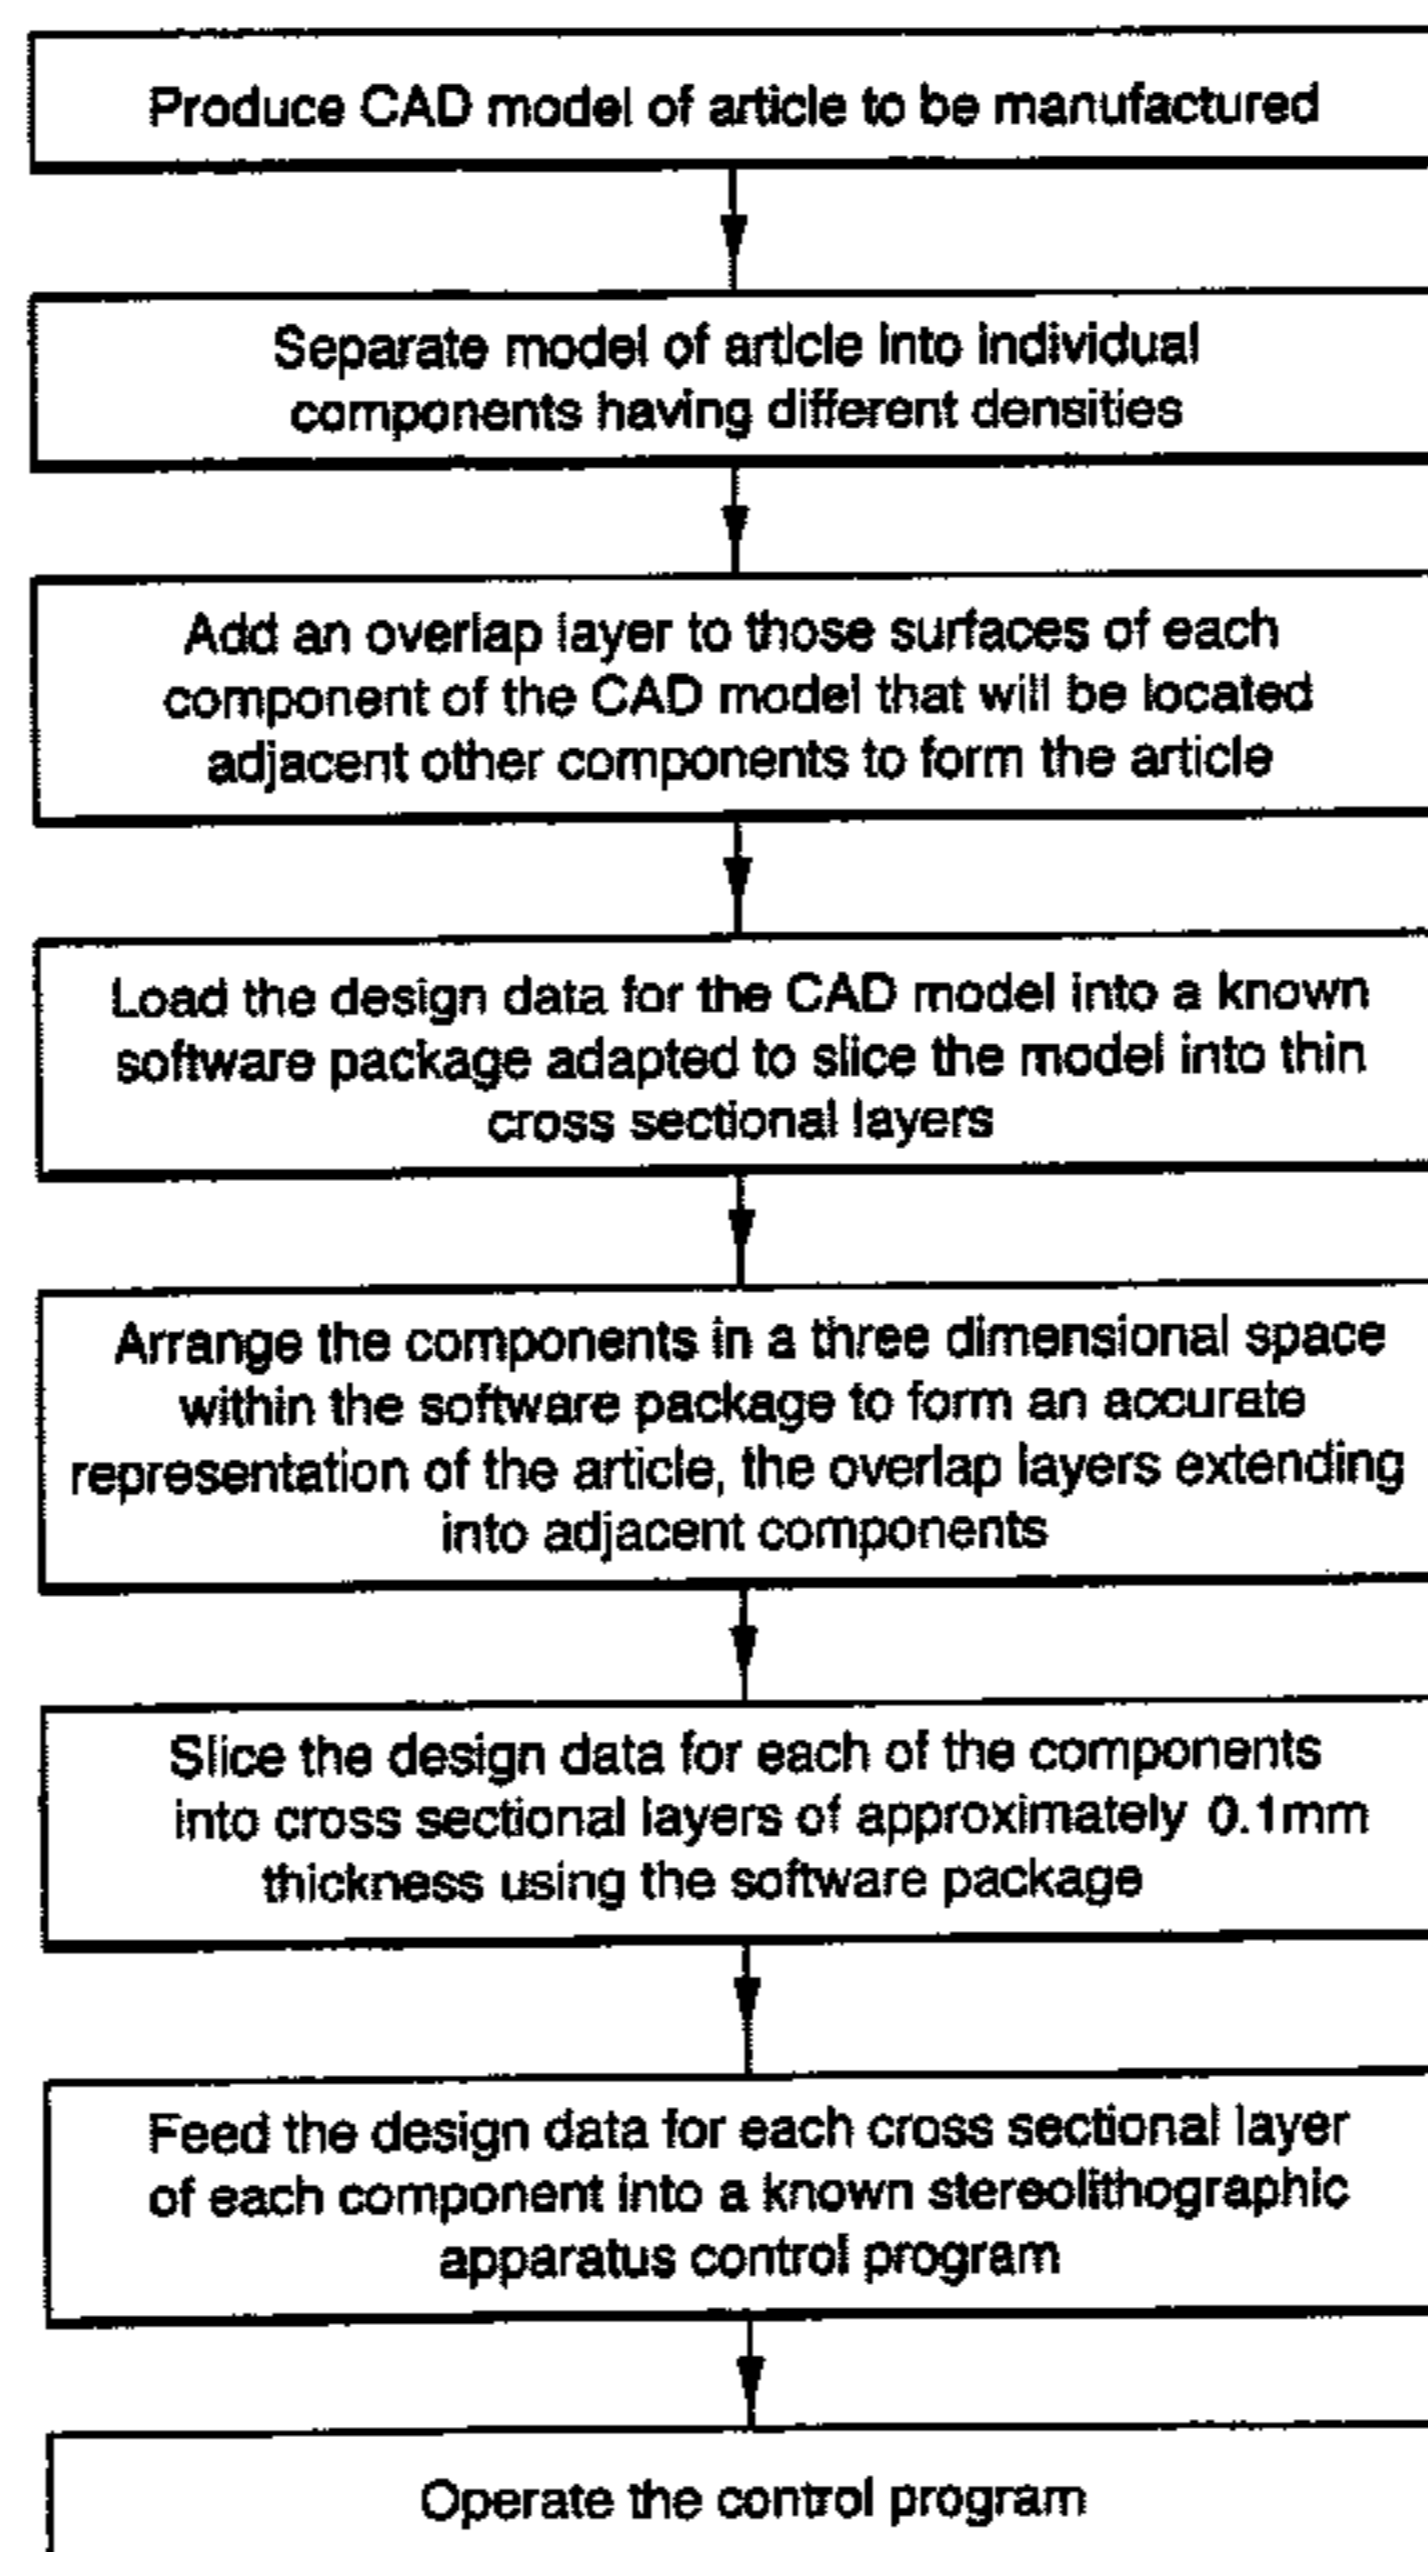 Produce CAD model of article to be manufactured
Separate model of article into individual
components having different densities
Add an overlap layer to those surfaces of each
component of the CAD model that will be located
adjacent other components to form the article
Load the design data for the CAD model into a known
software package adapted to slice the model into thin
cross sectional layers
Arrange the components in a three dimensional space
within the software package to form an accurate
representation of the article, the overlap layers extending
into adjacent components
Slice the design data for each of the components
into cross sectional layers of approximately 0.1mm
thickness using the software package
Feed the design data for each cross sectional layer
of each component into a known stereolithographic
apparatus control program
Operate the control program